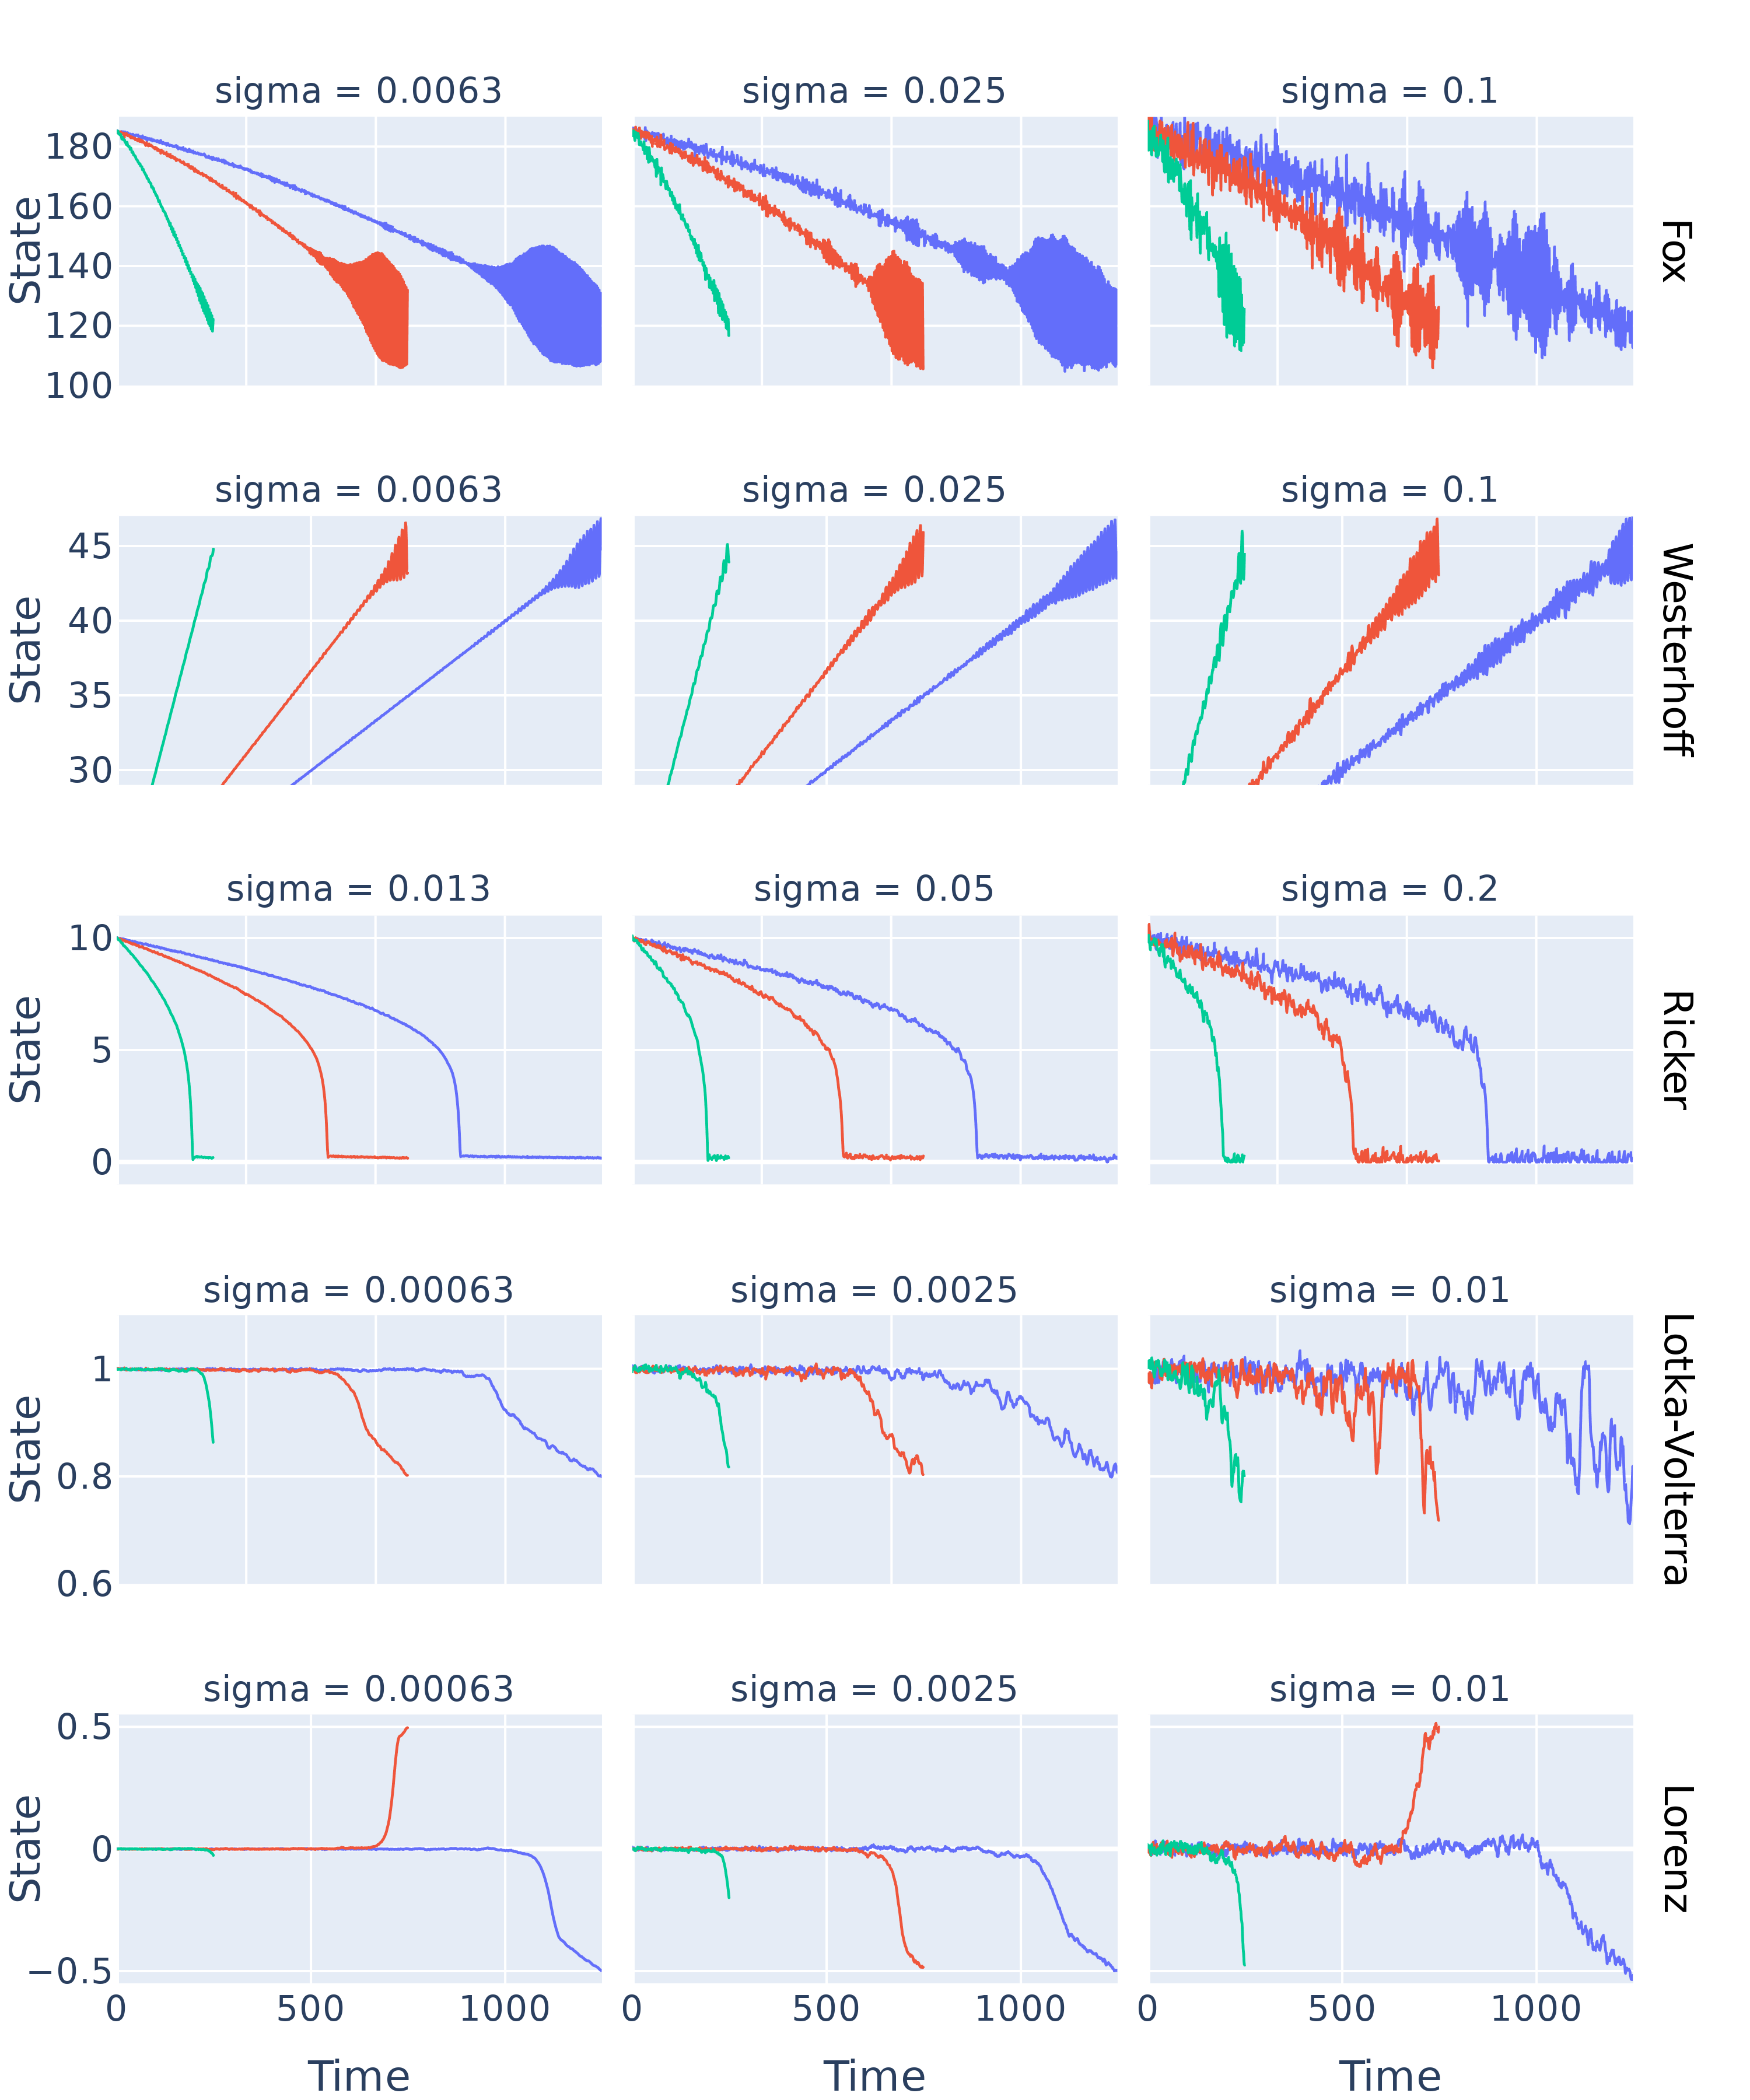 sigma = 0.0063 sigma = 0.025 sigma = 0.1
180
160
140
120
100
State
Fox
sigma = 0.0063 sigma = 0.025 sigma = 0.1
45
40
35
30
State
Westerhoff
sigma = 0.013 sigma = 0.05 sigma = 0.2
10
5
0
State
Ricker
sigma = 0.00063 sigma = 0.0025 sigma = 0.01
1
0.8
0.6
State
Lotka-Volterra
sigma = 0.00063 sigma = 0.0025 sigma = 0.01
0.5
0
−0.5
State
Lorenz
0 500 1000 0 500 1000 0 500 1000
Time Time Time